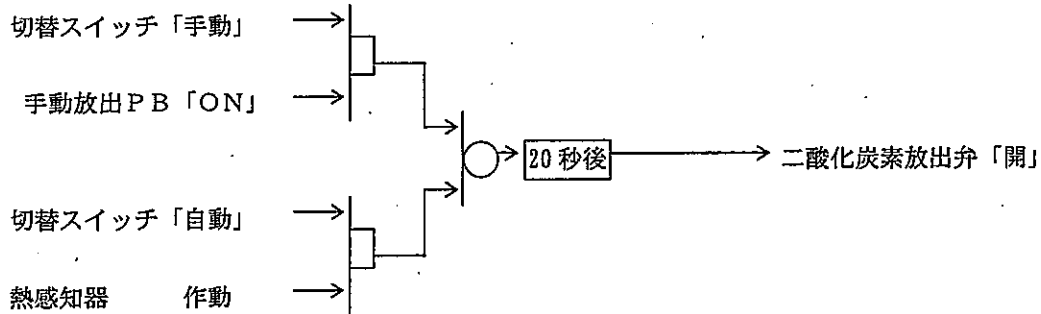 切替スイッチ「手動」
手動放出PB「ON」
20秒後
二酸化炭素放出弁「開」
切替スイッチ「自動」
熱感知器 作動